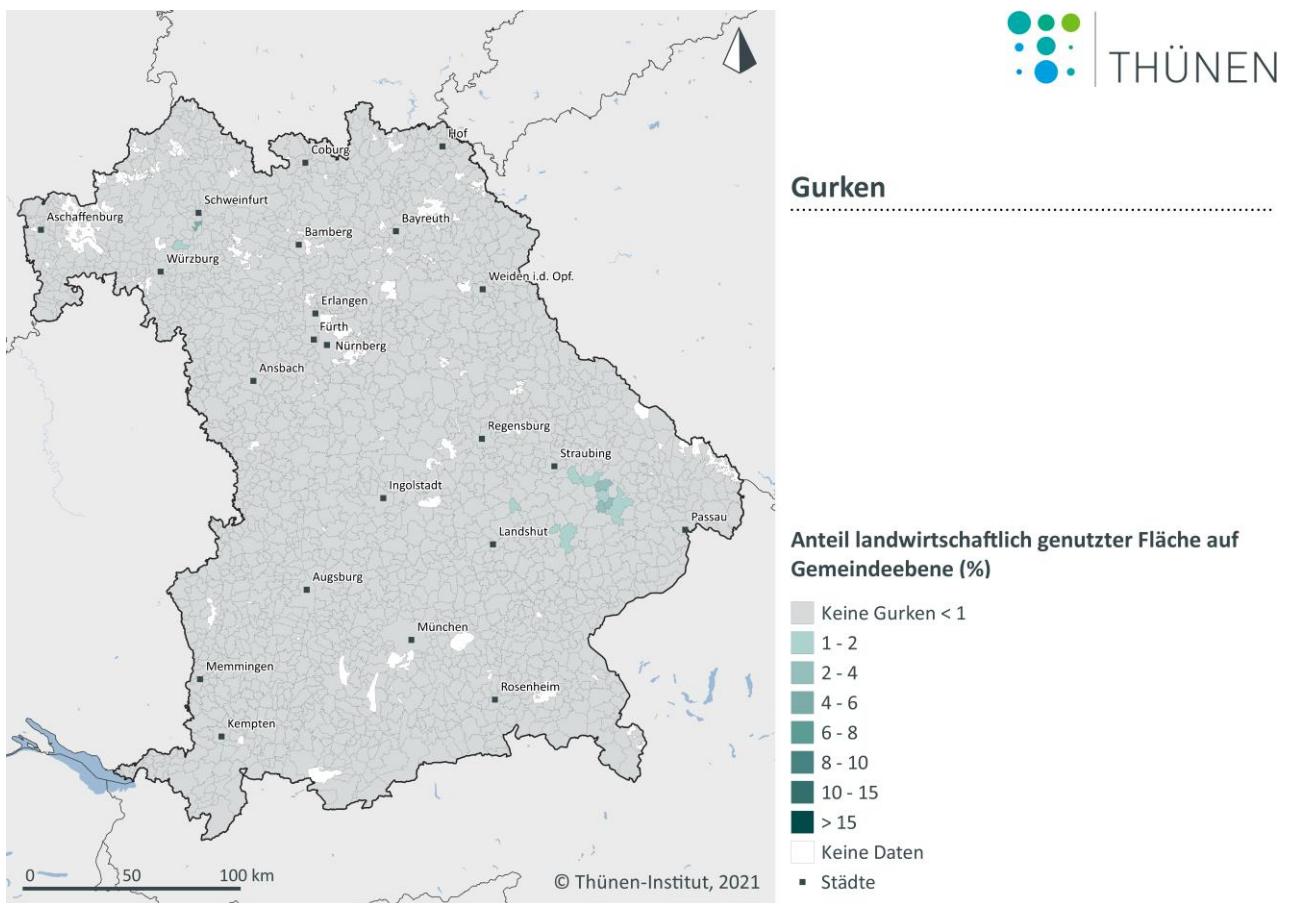 THÜNEN
Gurken
Hof
Coburg
Schweinfurt
Aschaffenburg
Bayreuth
Bamberg
Würzburg
Weiden i.d. Opf.
Erlangen
Fürth
Nürnberg
Ansbach
Regensburg
Straubing
Ingolstadt
Passau
Landshut
Augsburg
München
Memmingen
Rosenheim
Kempten
0 50 100 km
© Thünen-Institut, 2021
Anteil landwirtschaftlich genutzter Fläche auf
Gemeindeebene (%)
Keine Gurken < 1
1 - 2
2 - 4
4 - 6
6 - 8
8 - 10
10 - 15
> 15
Keine Daten
Städte